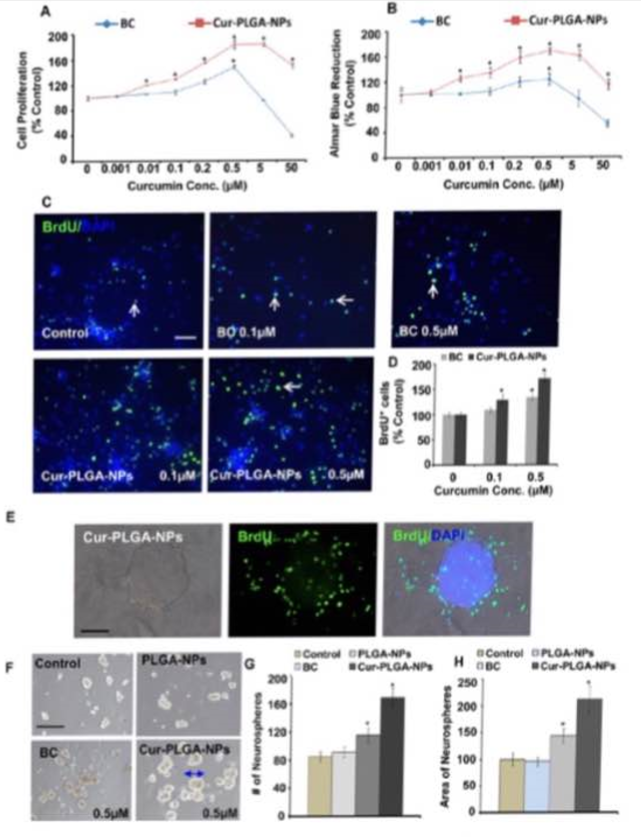 A
BC
Cur-PLGA-NPs
Cell Proliferation
(% Control)
200
160
120
80
40
0
0 0.001 0.01 0.1 0.2 0.5 5 50
Curcumin Conc. (µM)
B
BC
Cur-PLGA-NPs
Almar Blue Reduction
(% Control)
200
160
120
80
40
0
0 0.001 0.01 0.1 0.2 0.5 5 50
Curcumin Conc. (µM)
C
BrdU/DAPI
Control
BC 0.1µM
BC 0.5µM
Cur-PLGA-NPs 0.1µM
Cur-PLGA-NPs 0.5µM
D
BC Cur-PLGA-NPs
BrdU⁺ cells
(% Control)
200
150
100
50
0
0 0.1 0.5
Curcumin Conc. (µM)
E
Cur-PLGA-NPs
BrdU
BrdU/DAPI
F
Control
PLGA-NPs
BC
0.5µM
Cur-PLGA-NPs
0.5µM
G
Control PLGA-NPs
BC Cur-PLGA-NPs
# of Neurospheres
200
160
120
80
40
0
H
Control PLGA-NPs
BC Cur-PLGA-NPs
Area of Neurospheres
250
200
150
100
50
0